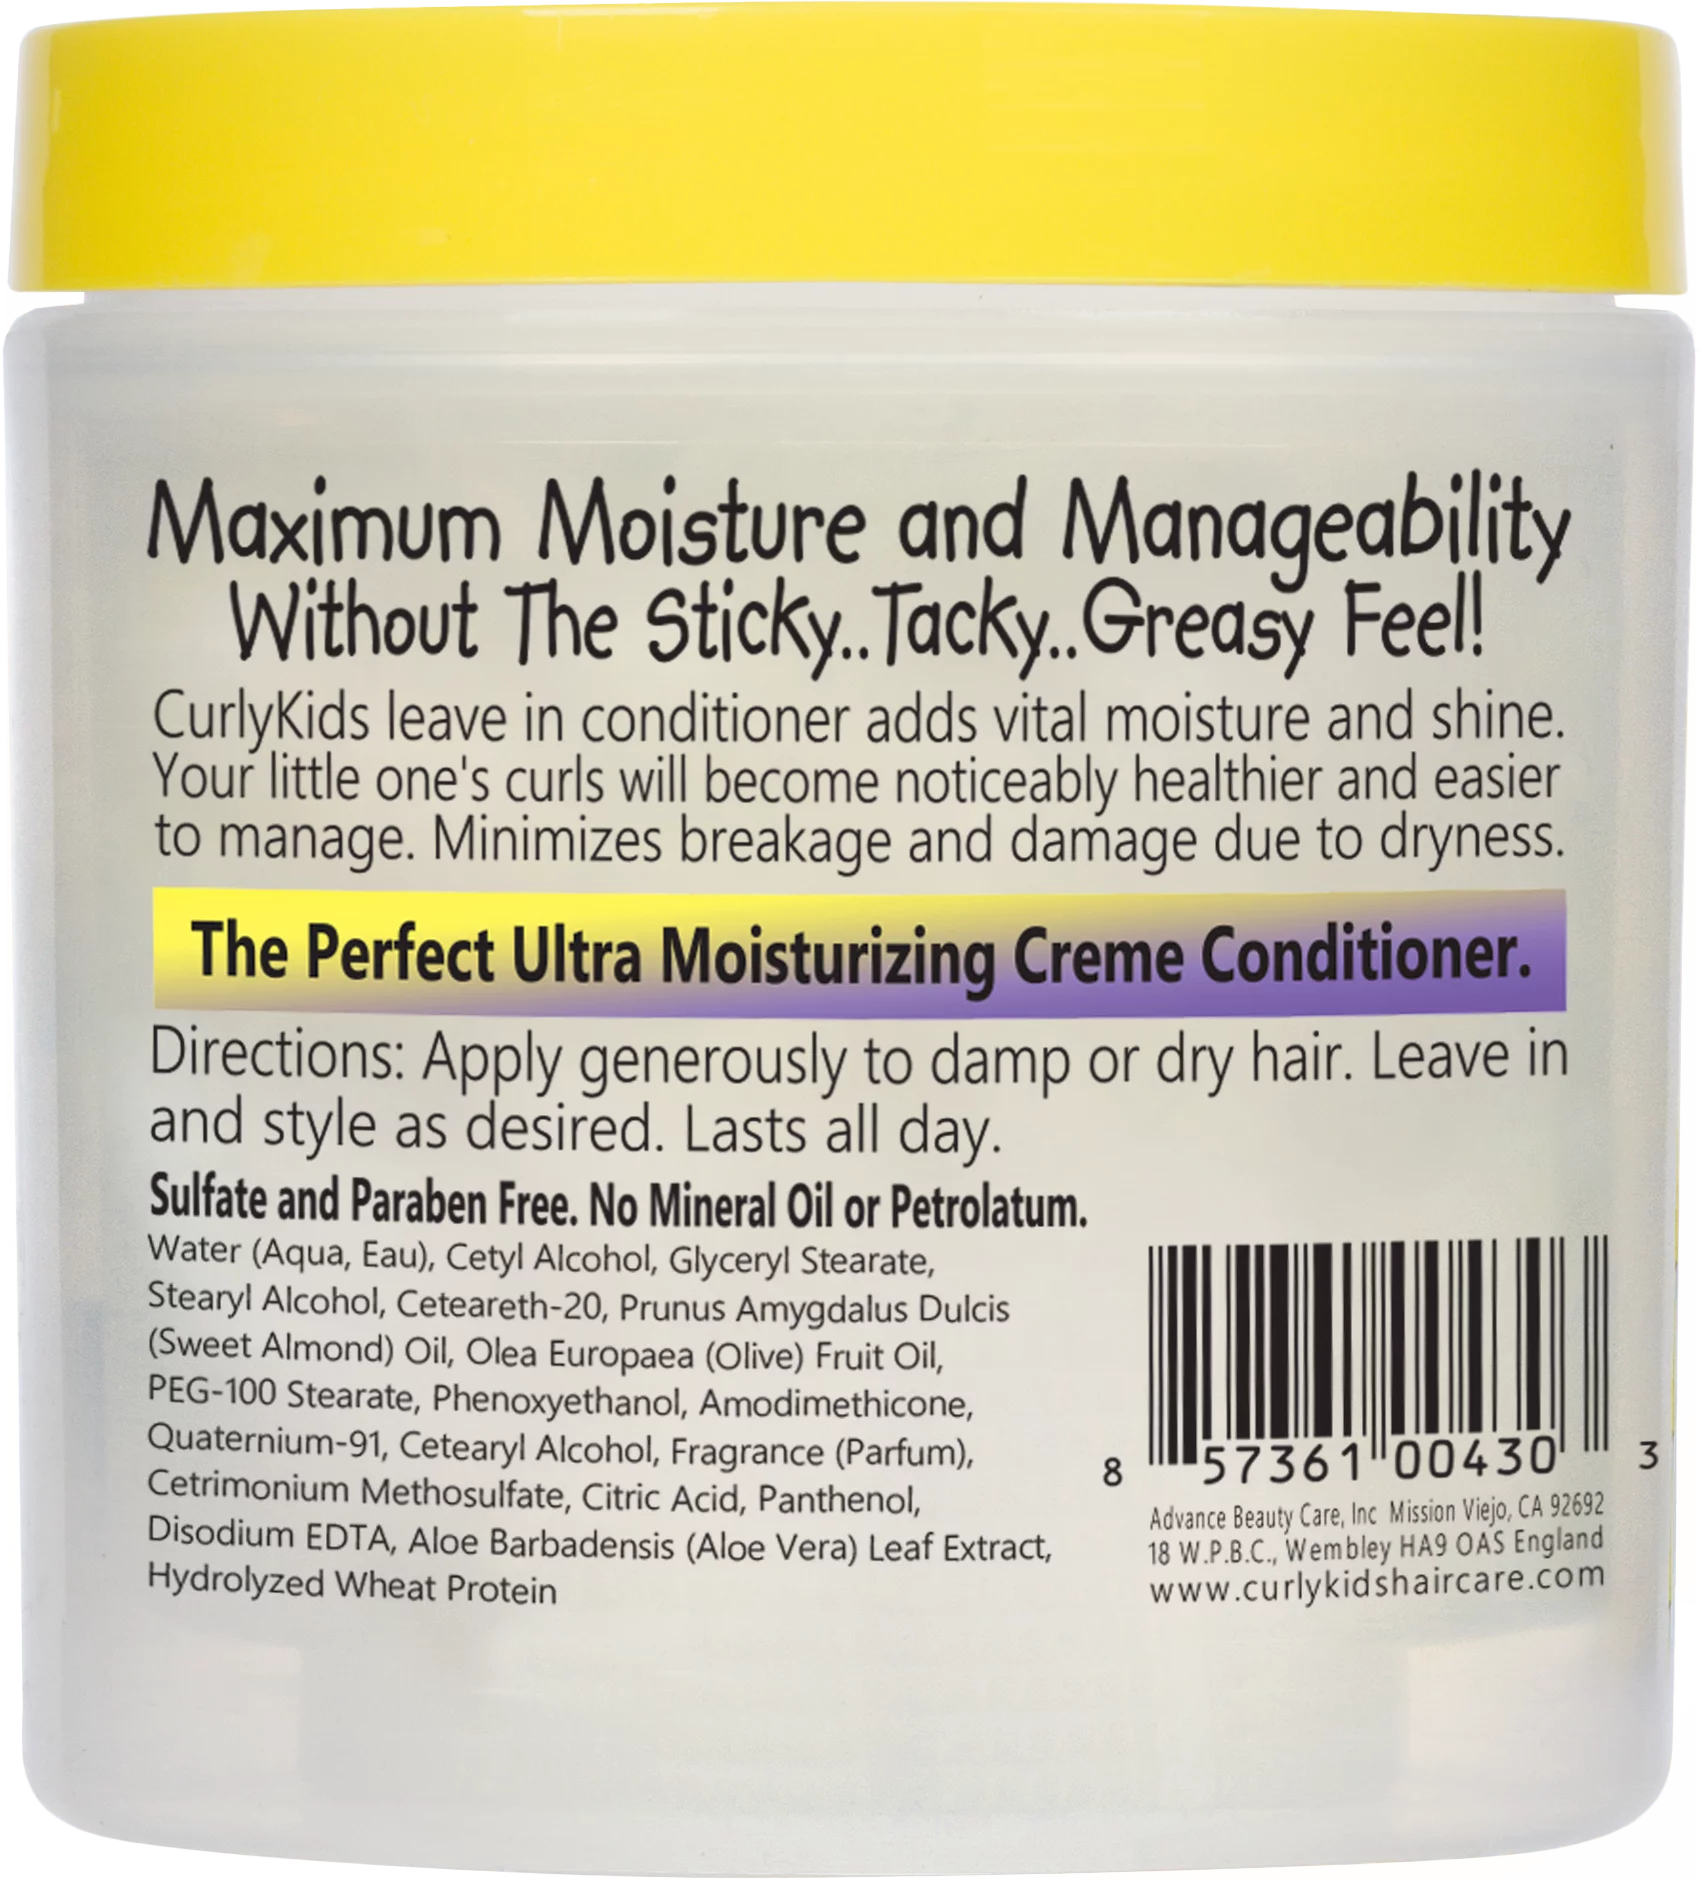 Maximum Moisture and Manageability
Without The Sticky..Tacky..Greasy Feel!
CurlyKids leave in conditioner adds vital moisture and shine.
Your little one's curls will become noticeably healthier and easier
to manage. Minimizes breakage and damage due to dryness.
The Perfect Ultra Moisturizing Creme Conditioner.
Directions: Apply generously to damp or dry hair. Leave in
and style as desired. Lasts all day.
Sulfate and Paraben Free. No Mineral Oil or Petrolatum.
Water (Aqua, Eau), Cetyl Alcohol, Glyceryl Stearate,
Stearyl Alcohol, Ceteareth-20, Prunus Amygdalus Dulcis
(Sweet Almond) Oil, Olea Europaea (Olive) Fruit Oil,
PEG-100 Stearate, Phenoxyethanol, Amodimethicone,
Quaternium-91, Cetearyl Alcohol, Fragrance (Parfum),
Cetrimonium Methosulfate, Citric Acid, Panthenol,
Disodium EDTA, Aloe Barbadensis (Aloe Vera) Leaf Extract,
Hydrolyzed Wheat Protein
8 57361 00430 3
Advance Beauty Care, Inc Mission Viejo, CA 92692
18 W.P.B.C., Wembley HA9 OAS England
www.curlykidshaircare.com